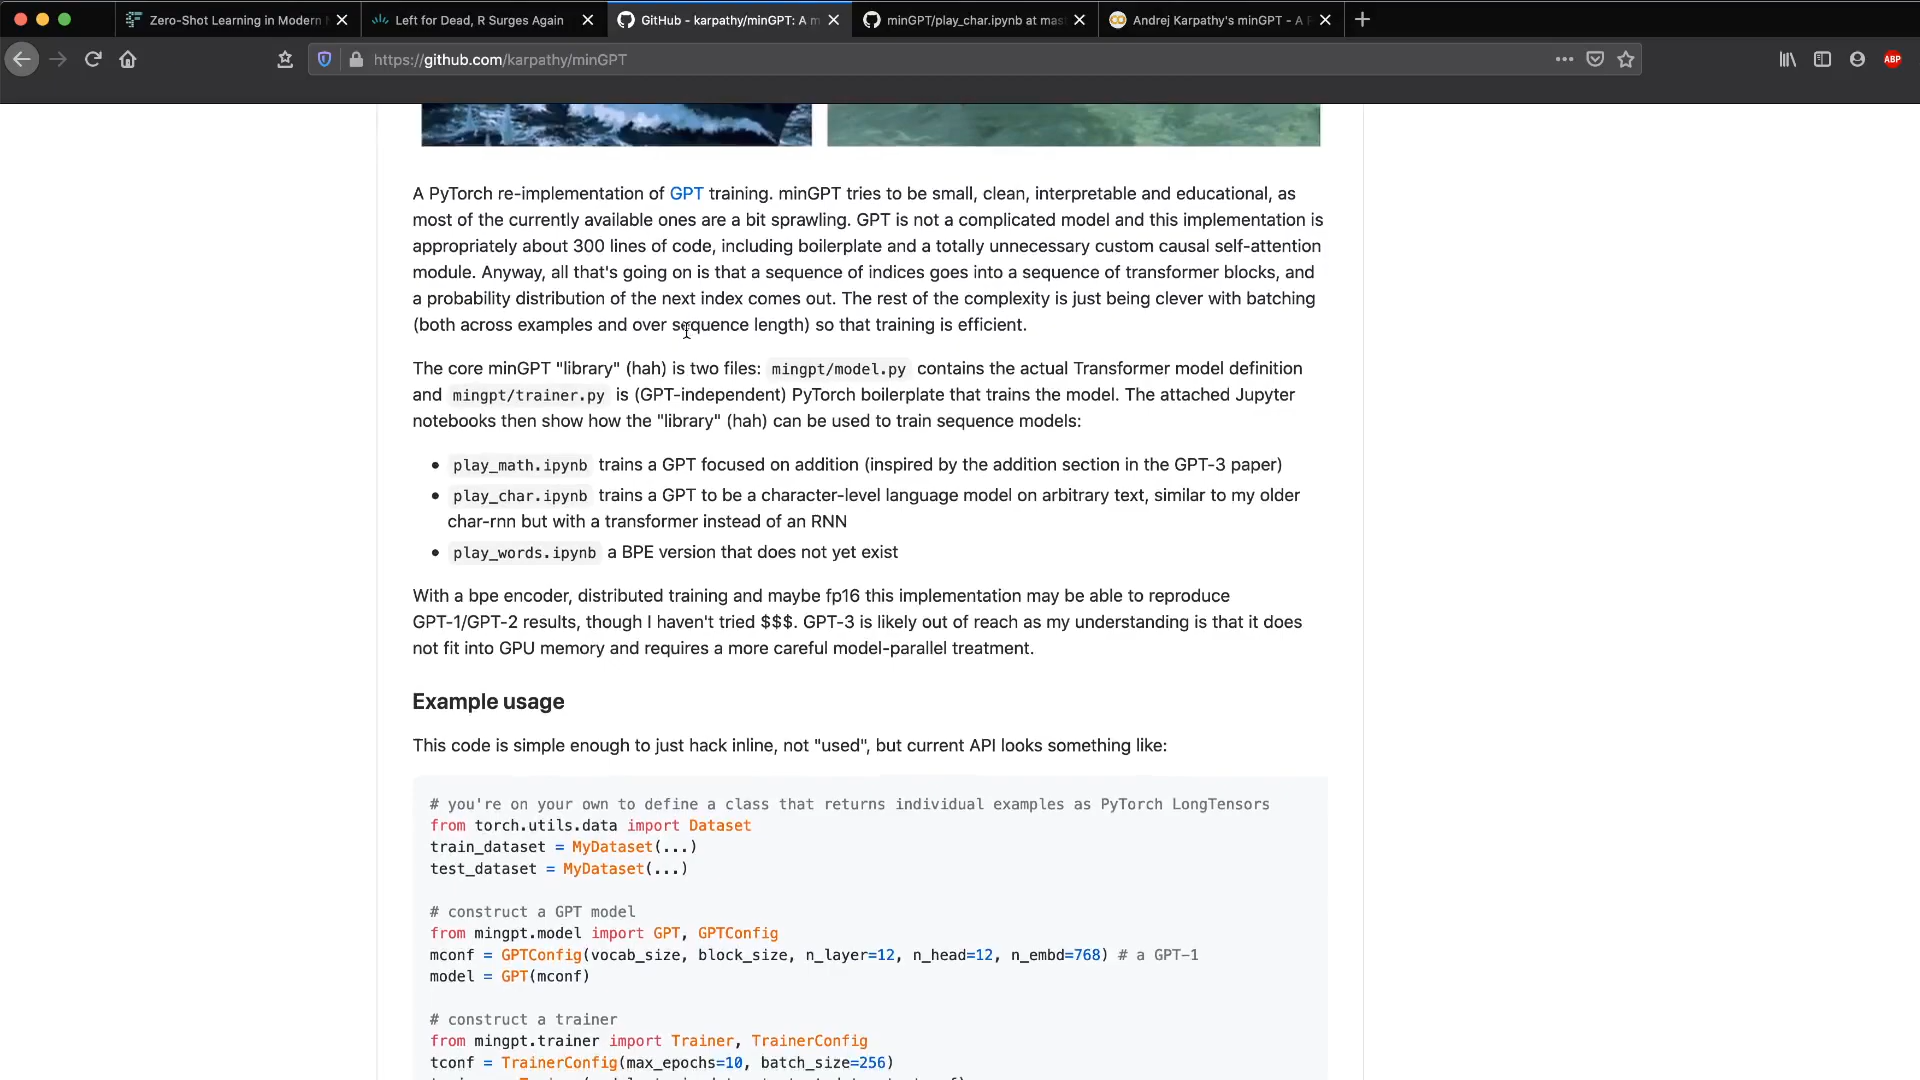 Zero-Shot Learning in Modern
Left for Dead, R Surges Again
GitHub - karpathy/minGPT: A m
minGPT/play_char.ipynb at mas
Andrej Karpathy's minGPT - A
https://github.com/karpathy/minGPT
ABP
A PyTorch re-implementation of GPT training. minGPT tries to be small, clean, interpretable and educational, as
most of the currently available ones are a bit sprawling. GPT is not a complicated model and this implementation is
appropriately about 300 lines of code, including boilerplate and a totally unnecessary custom causal self-attention
module. Anyway, all that's going on is that a sequence of indices goes into a sequence of transformer blocks, and
a probability distribution of the next index comes out. The rest of the complexity is just being clever with batching
(both across examples and over sequence length) so that training is efficient.
The core minGPT "library" (hah) is two files: mingpt/model.py contains the actual Transformer model definition
and mingpt/trainer.py is (GPT-independent) PyTorch boilerplate that trains the model. The attached Jupyter
notebooks then show how the "library" (hah) can be used to train sequence models:
• play_math.ipynb trains a GPT focused on addition (inspired by the addition section in the GPT-3 paper)
• play_char.ipynb trains a GPT to be a character-level language model on arbitrary text, similar to my older
char-rnn but with a transformer instead of an RNN
• play_words.ipynb a BPE version that does not yet exist
With a bpe encoder, distributed training and maybe fp16 this implementation may be able to reproduce
GPT-1/GPT-2 results, though I haven't tried $$$. GPT-3 is likely out of reach as my understanding is that it does
not fit into GPU memory and requires a more careful model-parallel treatment.
Example usage
This code is simple enough to just hack inline, not "used", but current API looks something like:
# you're on your own to define a class that returns individual examples as PyTorch LongTensors
from torch.utils.data import Dataset
train_dataset = MyDataset(...)
test_dataset = MyDataset(...)
# construct a GPT model
from mingpt.model import GPT, GPTConfig
mconf = GPTConfig(vocab_size, block_size, n_layer=12, n_head=12, n_embd=768) # a GPT-1
model = GPT(mconf)
# construct a trainer
from mingpt.trainer import Trainer, TrainerConfig
tconf = TrainerConfig(max_epochs=10, batch_size=256)